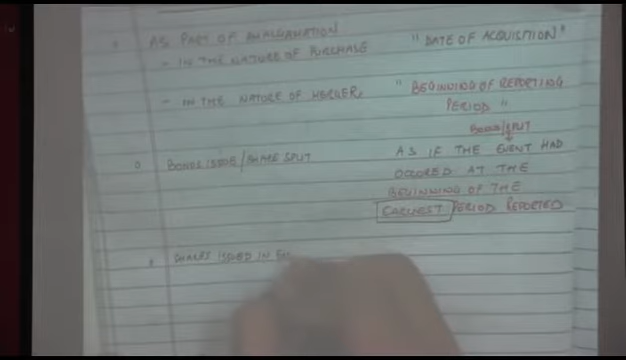 AS PART OF AMALGAMATION
- IN THE NATURE OF PURCHASE "DATE OF ACQUISITION"
- IN THE NATURE OF MERGER, "BEGINNING OF REPORTING
PERIOD"
BONUS/SPLIT
BONUS ISSUE/SHARE SPLIT AS IF THE EVENT HAD
OCCURED AT THE
BEGINNING OF THE
EARLIEST PERIOD REPORTED
SHARES ISSUED IN